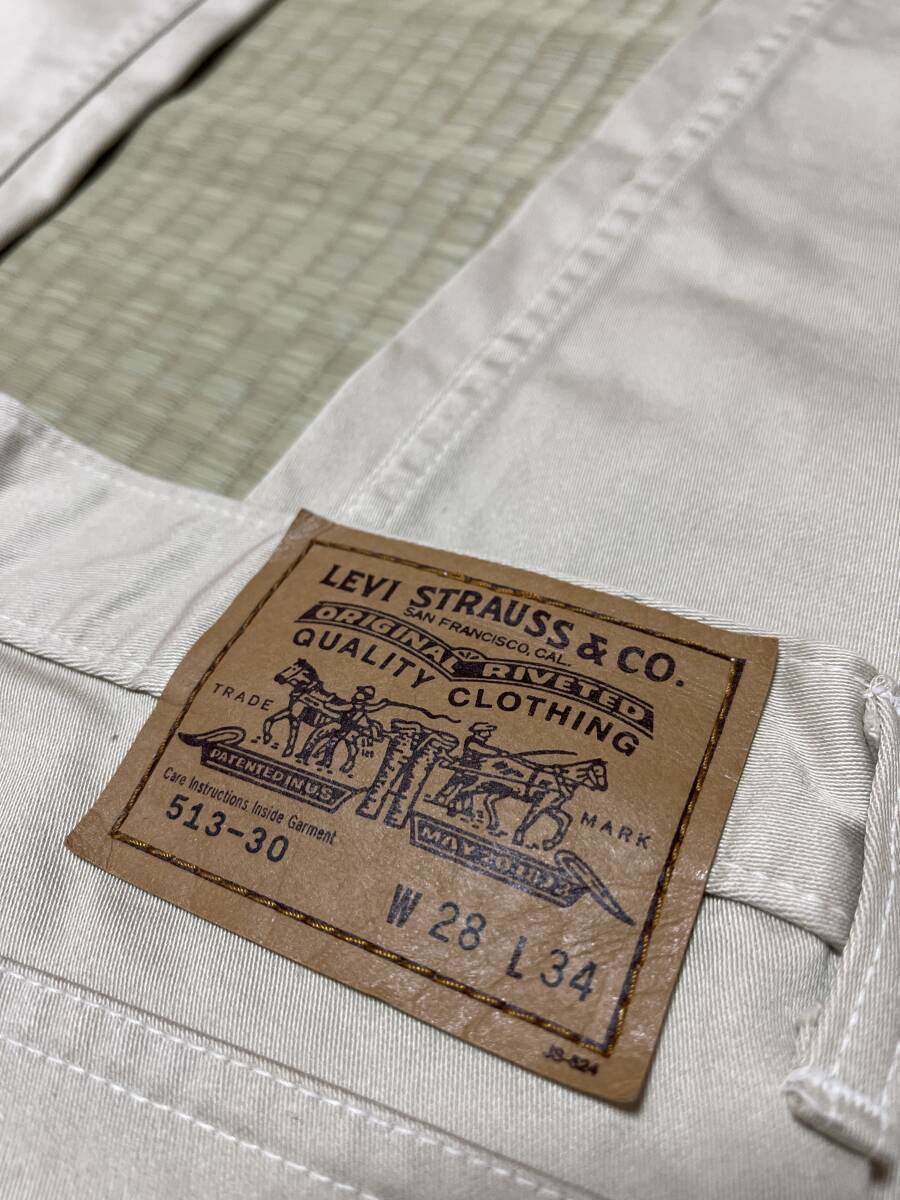 LEVI STRAUSS & CO.
SAN FRANCISCO, CAL.
ORIGINAL RIVETED
QUALITY CLOTHING
TRADE MARK
PATENTED IN U.S.
MAY 20 1873
Care Instructions Inside Garment
513-30
W 28 L 34
JS-524